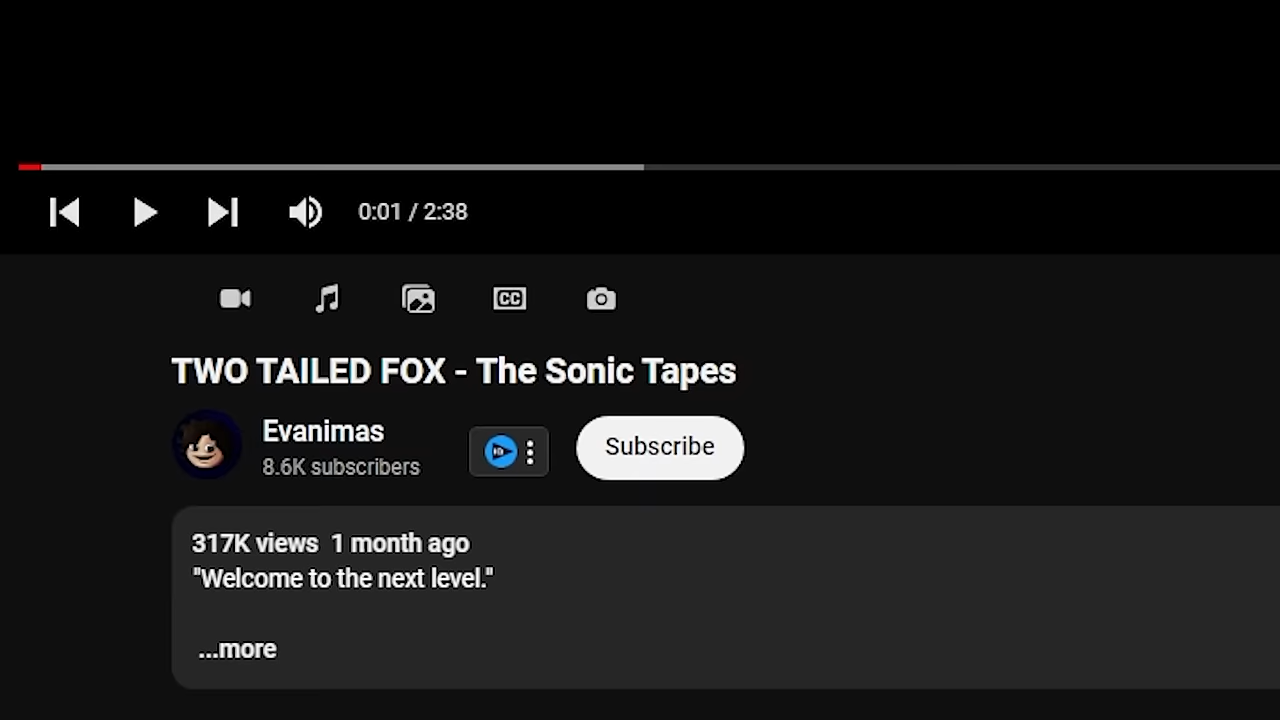 0:01 / 2:38
CC
TWO TAILED FOX - The Sonic Tapes
Evanimas
8.6K subscribers
Subscribe
317K views 1 month ago
"Welcome to the next level."
...more